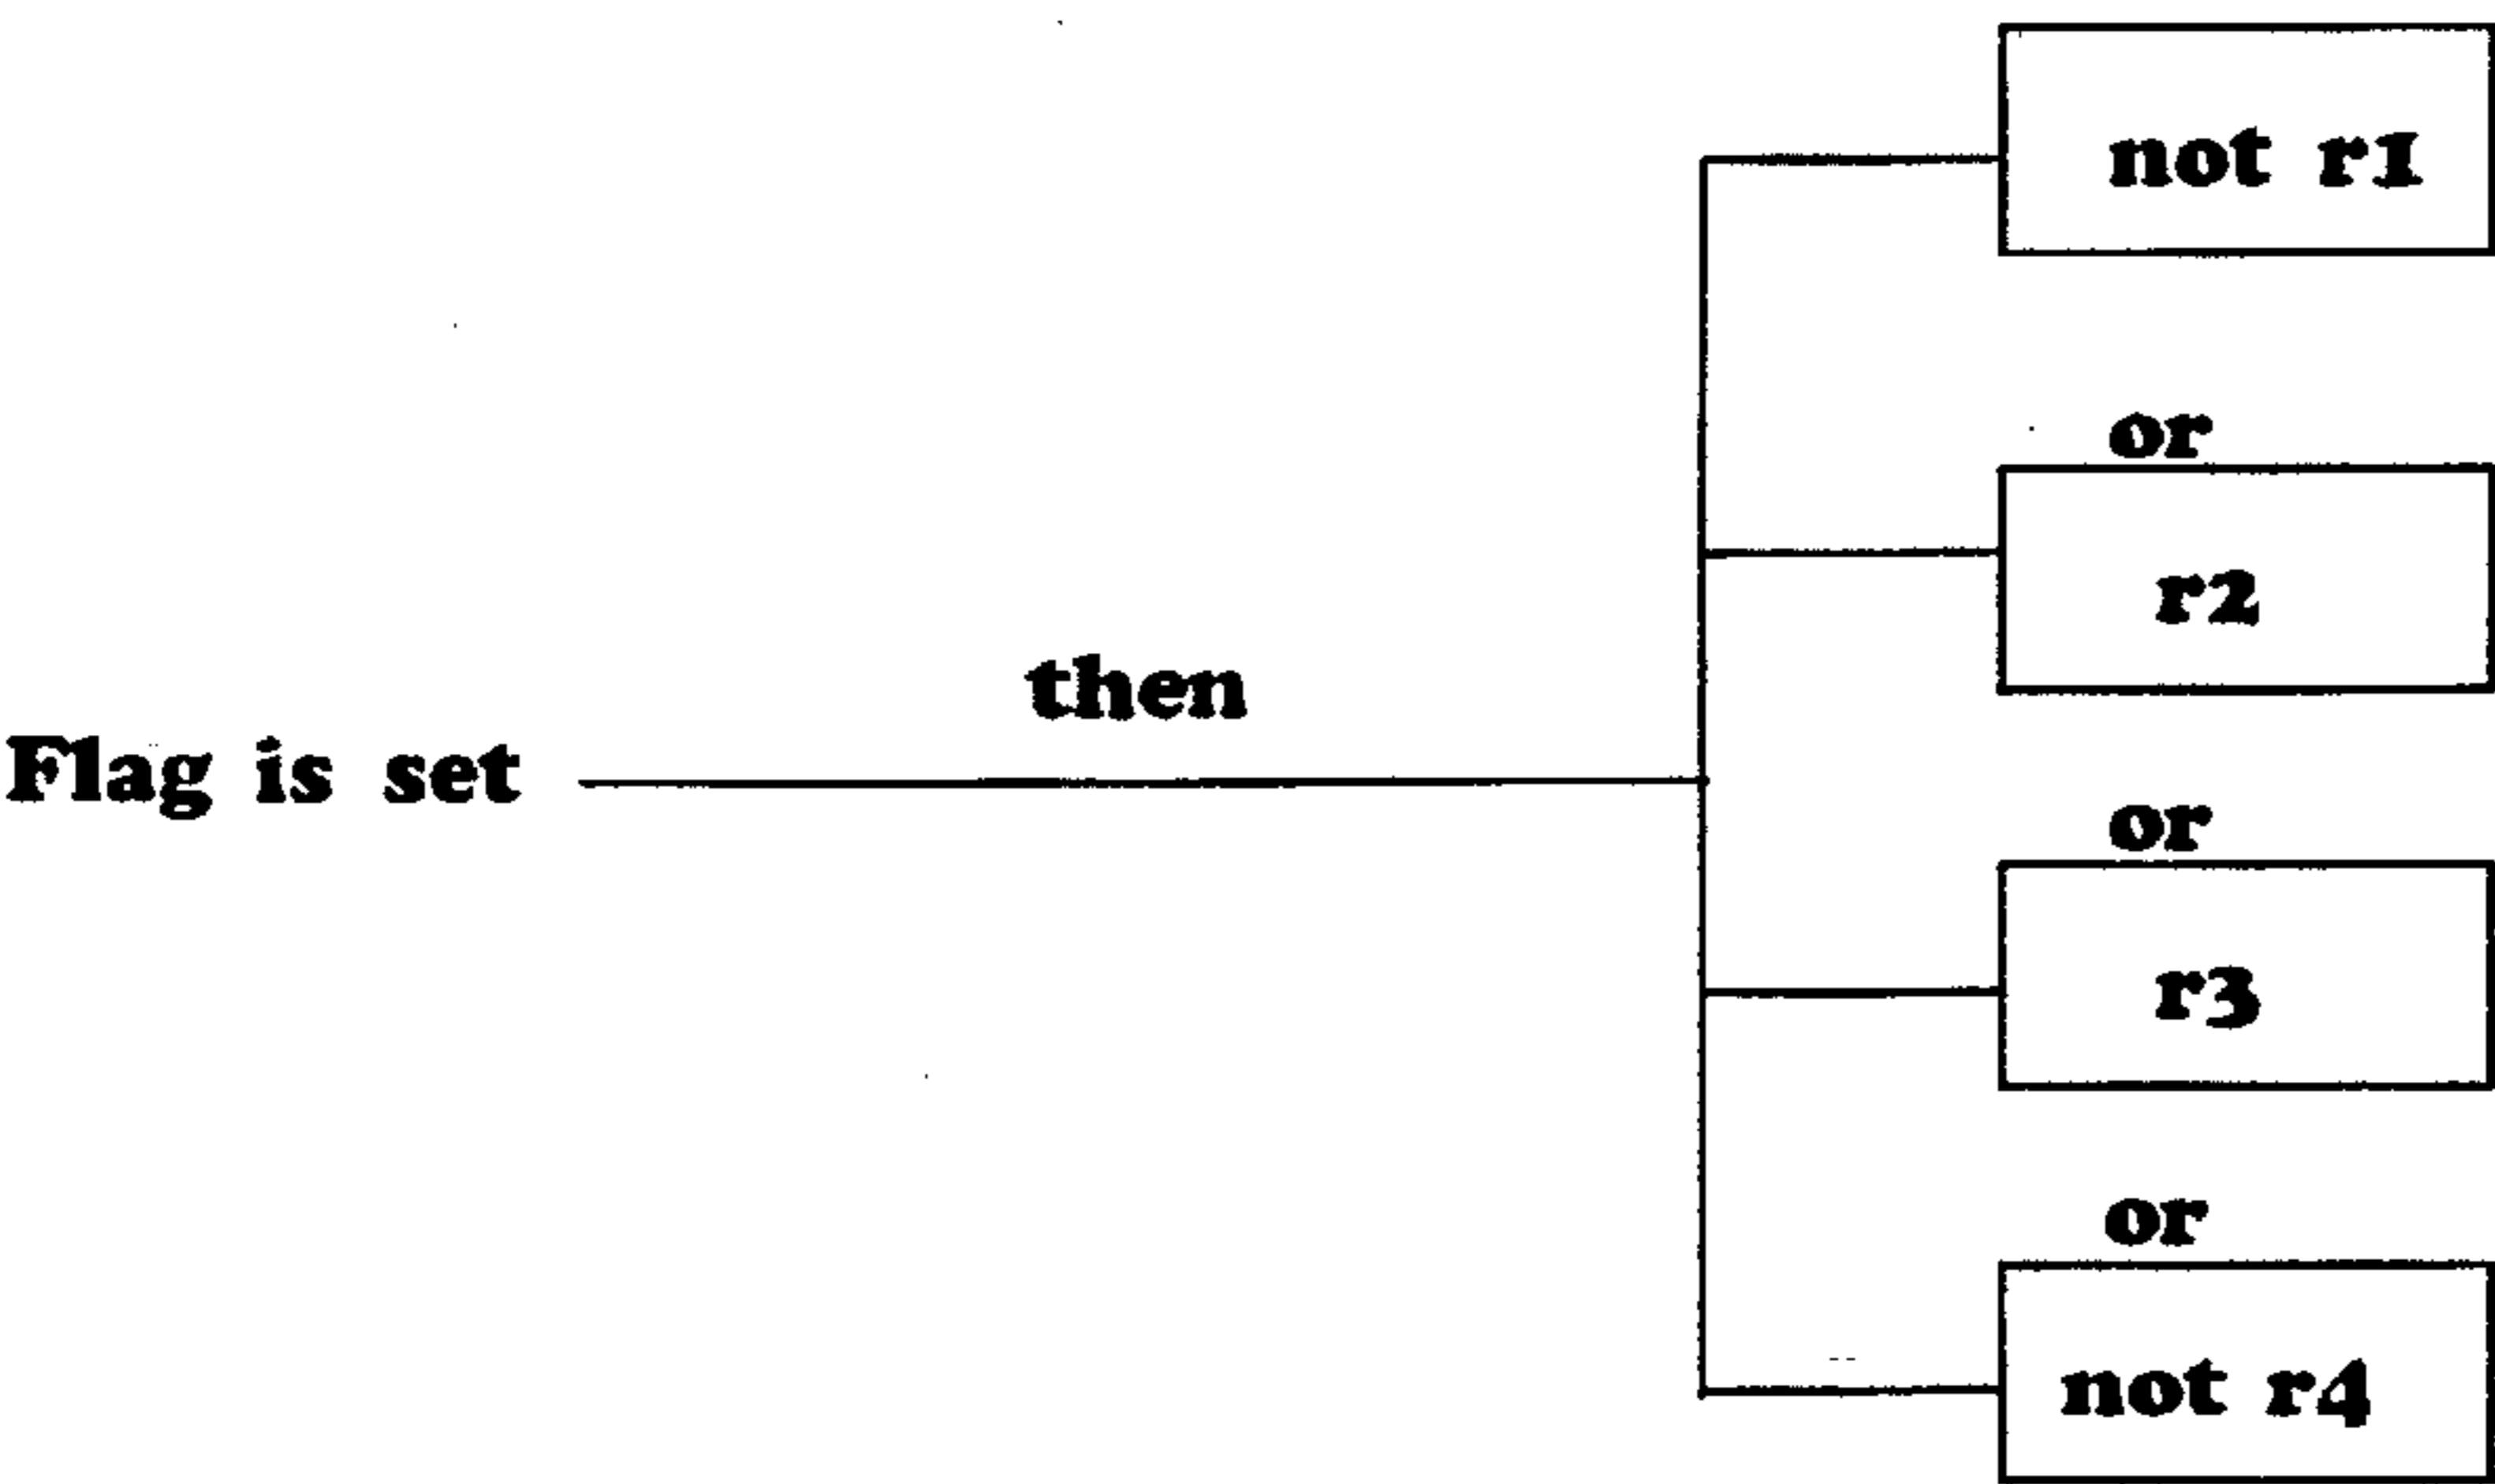 not r1
or
r2
then
Flag is set
or
r3
or
not r4